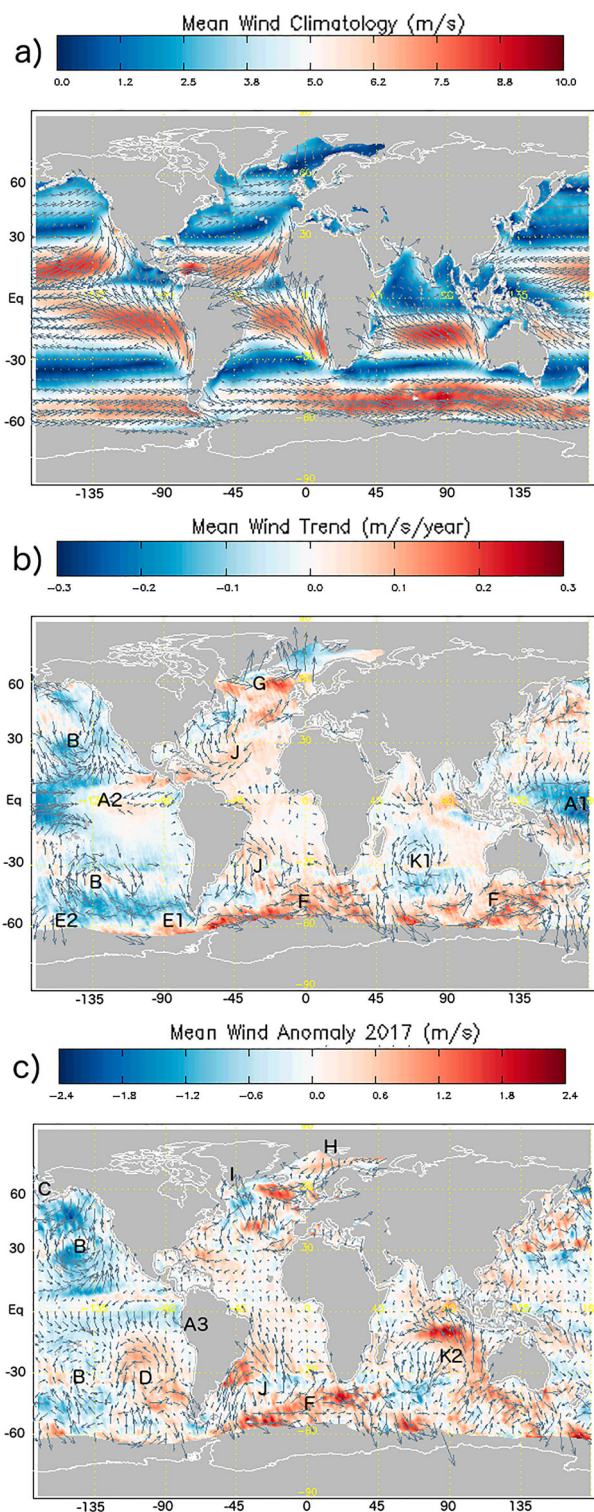 Mean Wind Climatology (m/s)
a)
0.0 1.2 2.5 3.8 5.0 6.2 7.5 8.8 10.0
60
30
Eq
-30
-60
-90
-135 -90 -45 0 45 90 135
Mean Wind Trend (m/s/year)
b)
-0.3 -0.2 -0.1 0.0 0.1 0.2 0.3
60 G
30 B J
Eq A2 A1
-30 B J K1
F F
-60 E2 E1
-90
-135 -90 -45 0 45 90 135
Mean Wind Anomaly 2017 (m/s)
c)
-2.4 -1.8 -1.2 -0.6 0.0 0.6 1.2 1.8 2.4
H
I
60 C
30 B
Eq A3
K2
-30 B D J
F
-60
-90
-135 -90 -45 0 45 90 135